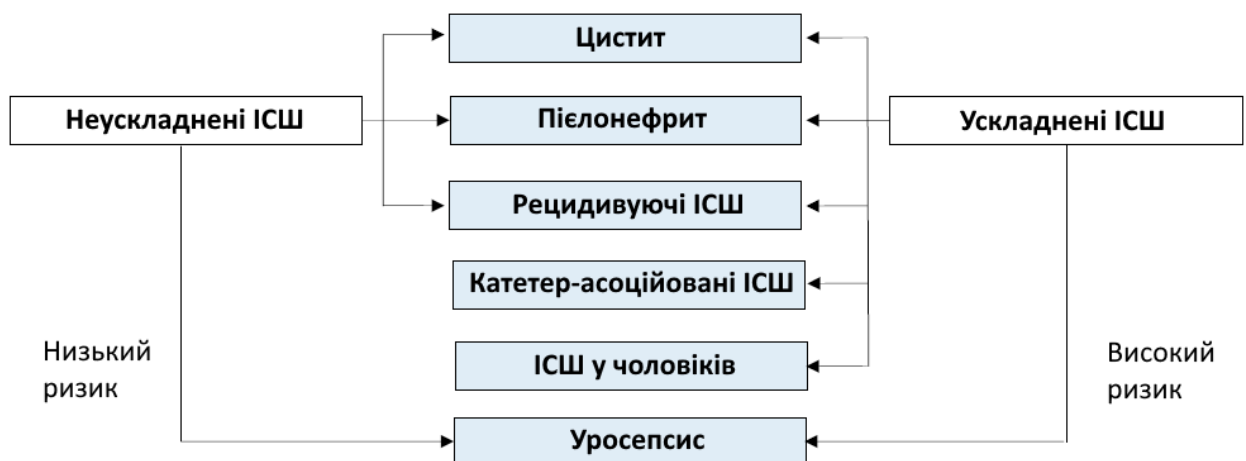 Цистит
Неускладнені ІСШ
Пієлонефрит
Ускладнені ІСШ
Рецидивуючі ІСШ
Катетер-асоційовані ІСШ
Низький
ризик
ІСШ у чоловіків
Високий
ризик
Уросепсис